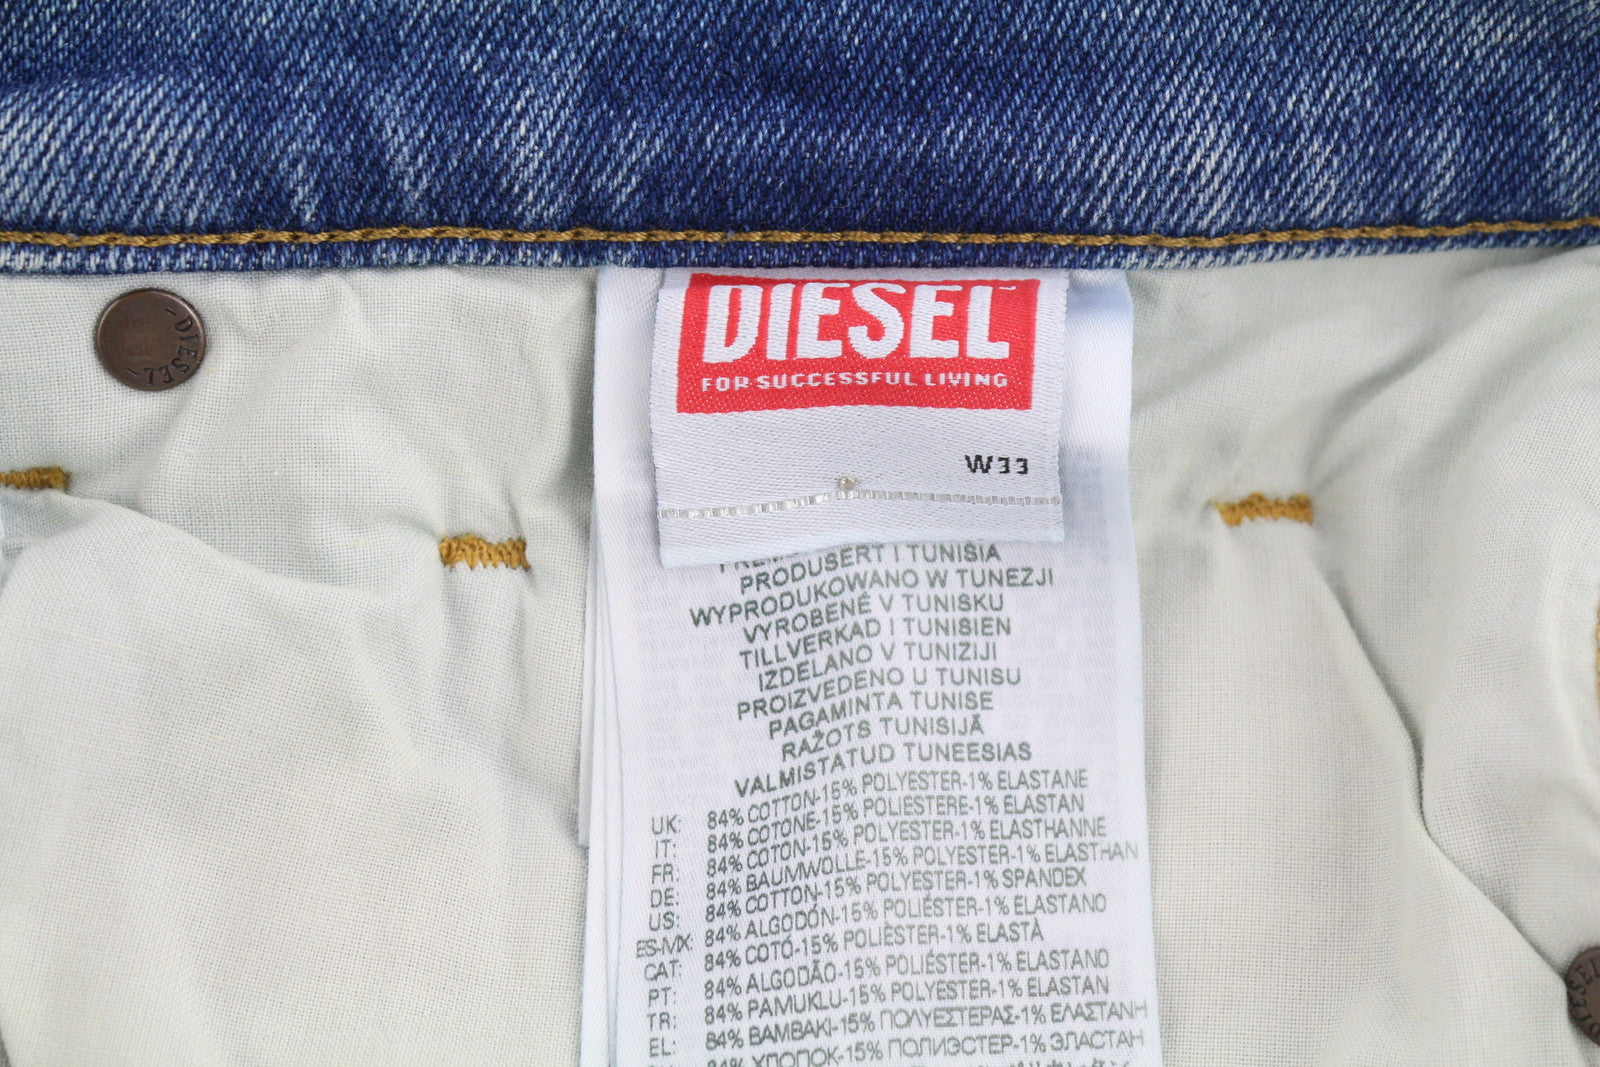 DIESEL
FOR SUCCESSFUL LIVING
W33
-DIESEL-
PRODUSERT I TUNISIA
WYPRODUKOWANO W TUNEZJI
VYROBENÉ V TUNISKU
TILLVERKAD I TUNISIEN
IZDELANO V TUNIZIJI
PROIZVEDENO U TUNISU
PAGAMINTA TUNISE
RAŽOTS TUNISIJĀ
VALMISTATUD TUNEESIAS
UK: 84% COTTON-15% POLYESTER-1% ELASTANE
IT: 84% COTONE-15% POLIESTERE-1% ELASTAN
FR: 84% COTON-15% POLYESTER-1% ELASTHANNE
DE: 84% BAUMWOLLE-15% POLYESTER-1% ELASTHAN
US: 84% COTTON-15% POLYESTER-1% SPANDEX
ES-MX: 84% ALGODÓN-15% POLIÉSTER-1% ELASTANO
CAT: 84% COTÓ-15% POLIÈSTER-1% ELASTÀ
PT: 84% ALGODÃO-15% POLIÉSTER-1% ELASTANO
TR: 84% PAMUKLU-15% POLYESTER-1% ELASTAN
EL: 84% ΒΑΜΒΑΚΙ-15% ΠΟΛΥΕΣΤΕΡΑΣ-1% ΕΛΑΣΤΑΝΗ
84% ХЛОПОК-15% ПОЛИЭСТЕР-1% ЭЛАСТАН
DIESEL